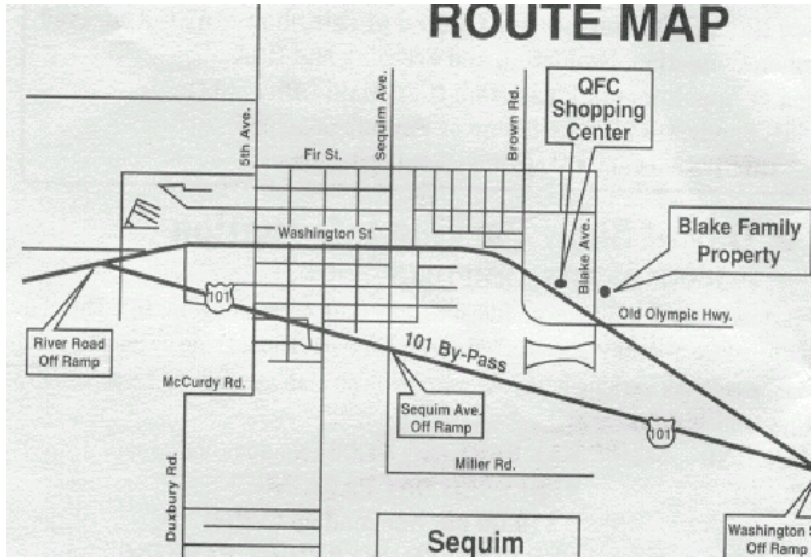 ROUTE MAP
QFC
Shopping
Center
5th Ave.
Sequim Ave.
Brown Rd.
Fir St.
Washington St
Blake Ave.
Blake Family
Property
101
Old Olympic Hwy.
River Road
Off Ramp
101 By-Pass
McCurdy Rd.
Sequim Ave.
Off Ramp
101
Miller Rd.
Duxbury Rd.
Sequim
Washington S
Off Ramp